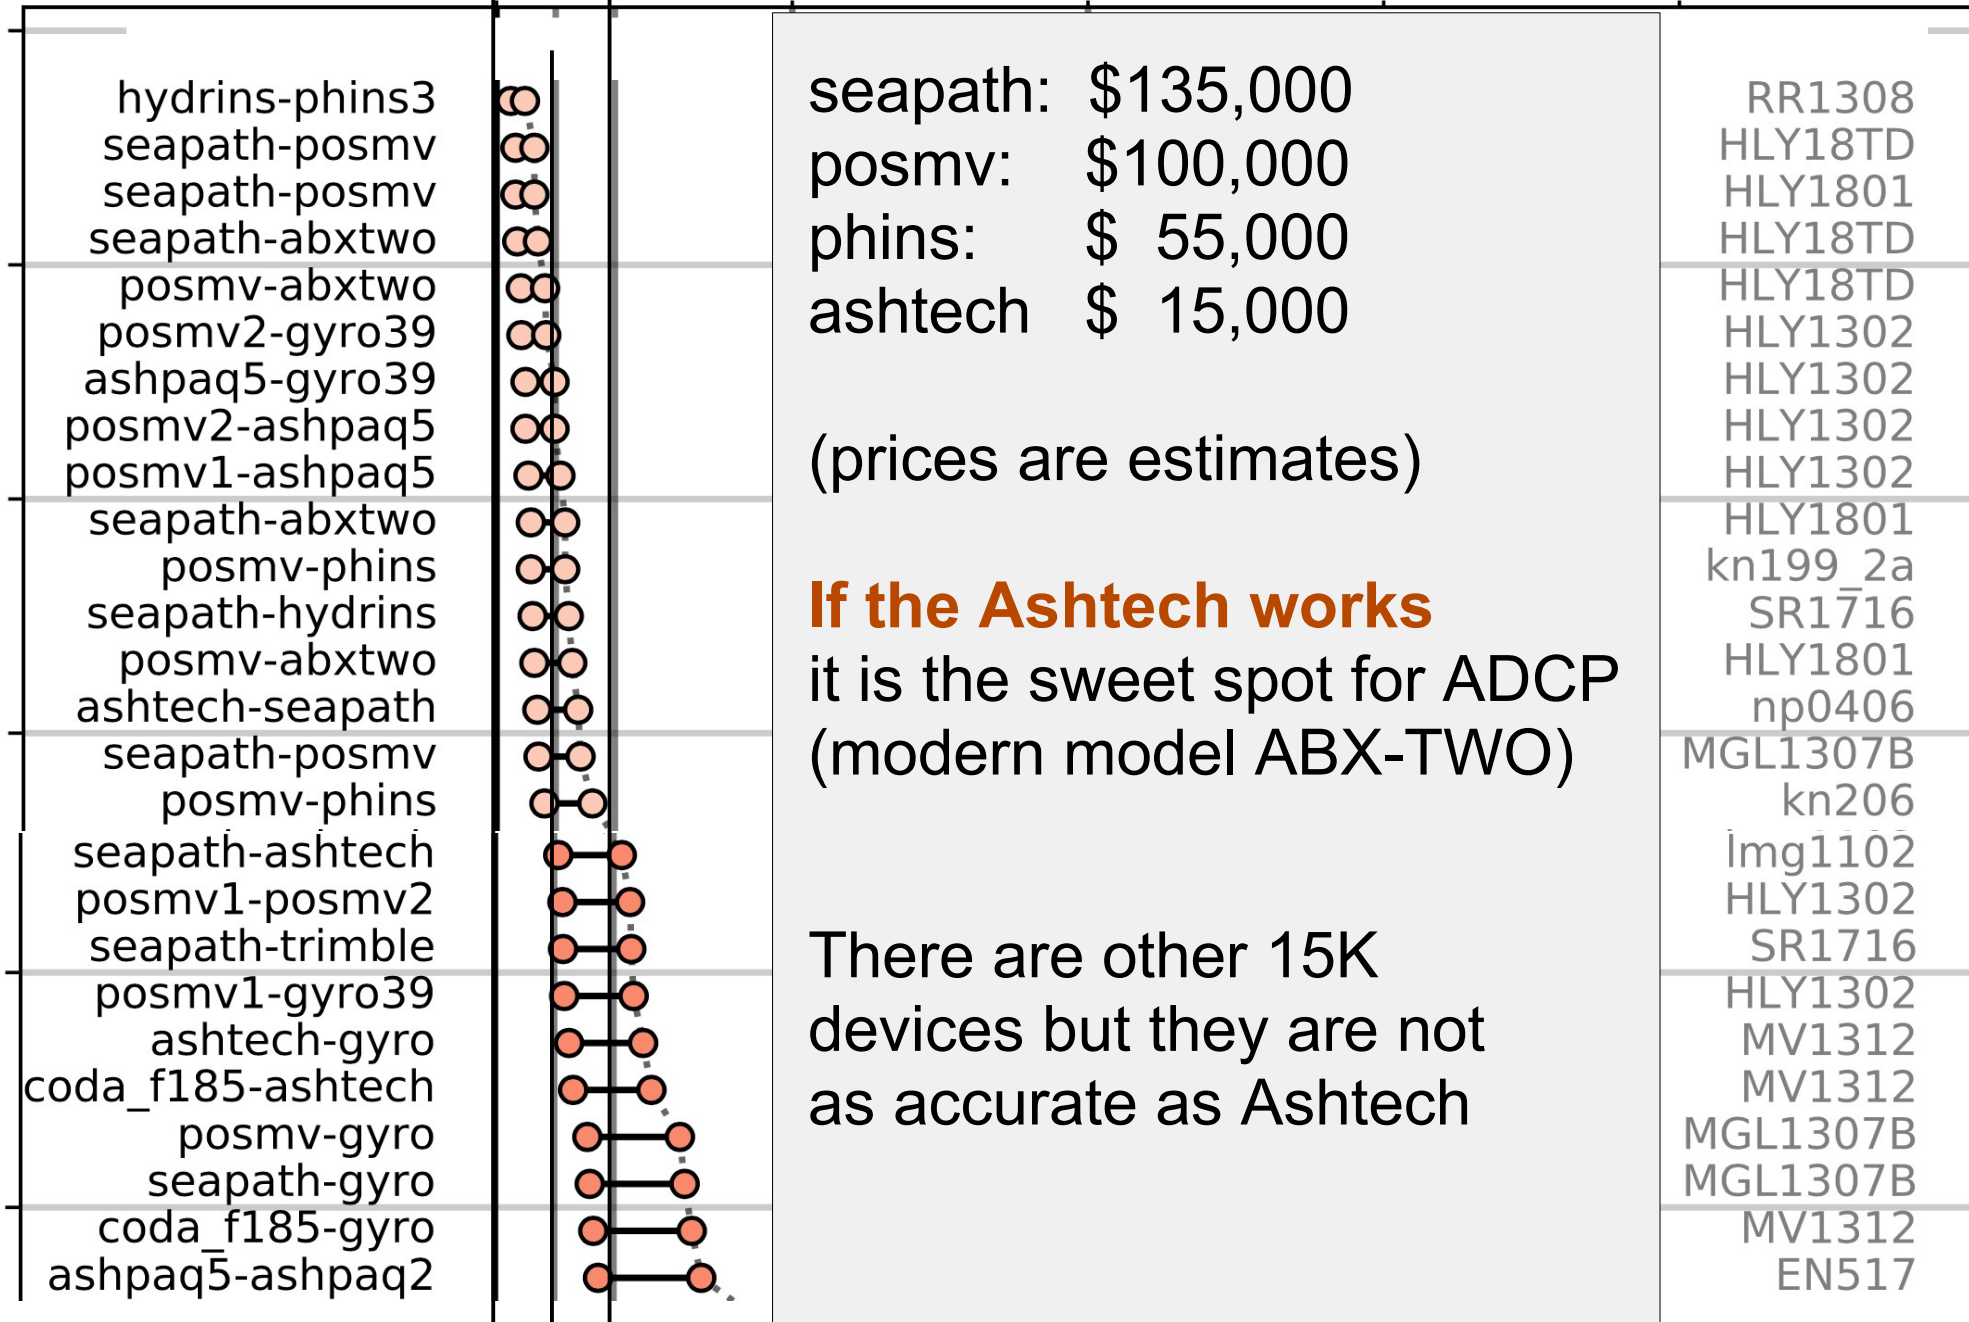 hydrins-phins3
seapath-posmv
seapath-posmv
seapath-abxtwo
posmv-abxtwo
posmv2-gyro39
ashpaq5-gyro39
posmv2-ashpaq5
posmv1-ashpaq5
seapath-abxtwo
posmv-phins
seapath-hydrins
posmv-abxtwo
ashtech-seapath
seapath-posmv
posmv-phins
seapath-ashtech
posmv1-posmv2
seapath-trimble
posmv1-gyro39
ashtech-gyro
coda_f185-ashtech
posmv-gyro
seapath-gyro
coda_f185-gyro
ashpaq5-ashpaq2
seapath: $135,000
posmv: $100,000
phins: $ 55,000
ashtech $ 15,000
(prices are estimates)
If the Ashtech works
it is the sweet spot for ADCP
(modern model ABX-TWO)
There are other 15K
devices but they are not
as accurate as Ashtech
RR1308
HLY18TD
HLY1801
HLY18TD
HLY18TD
HLY1302
HLY1302
HLY1302
HLY1302
HLY1801
kn199_2a
SR1716
HLY1801
np0406
MGL1307B
kn206
lmg1102
HLY1302
SR1716
HLY1302
MV1312
MV1312
MGL1307B
MGL1307B
MV1312
EN517